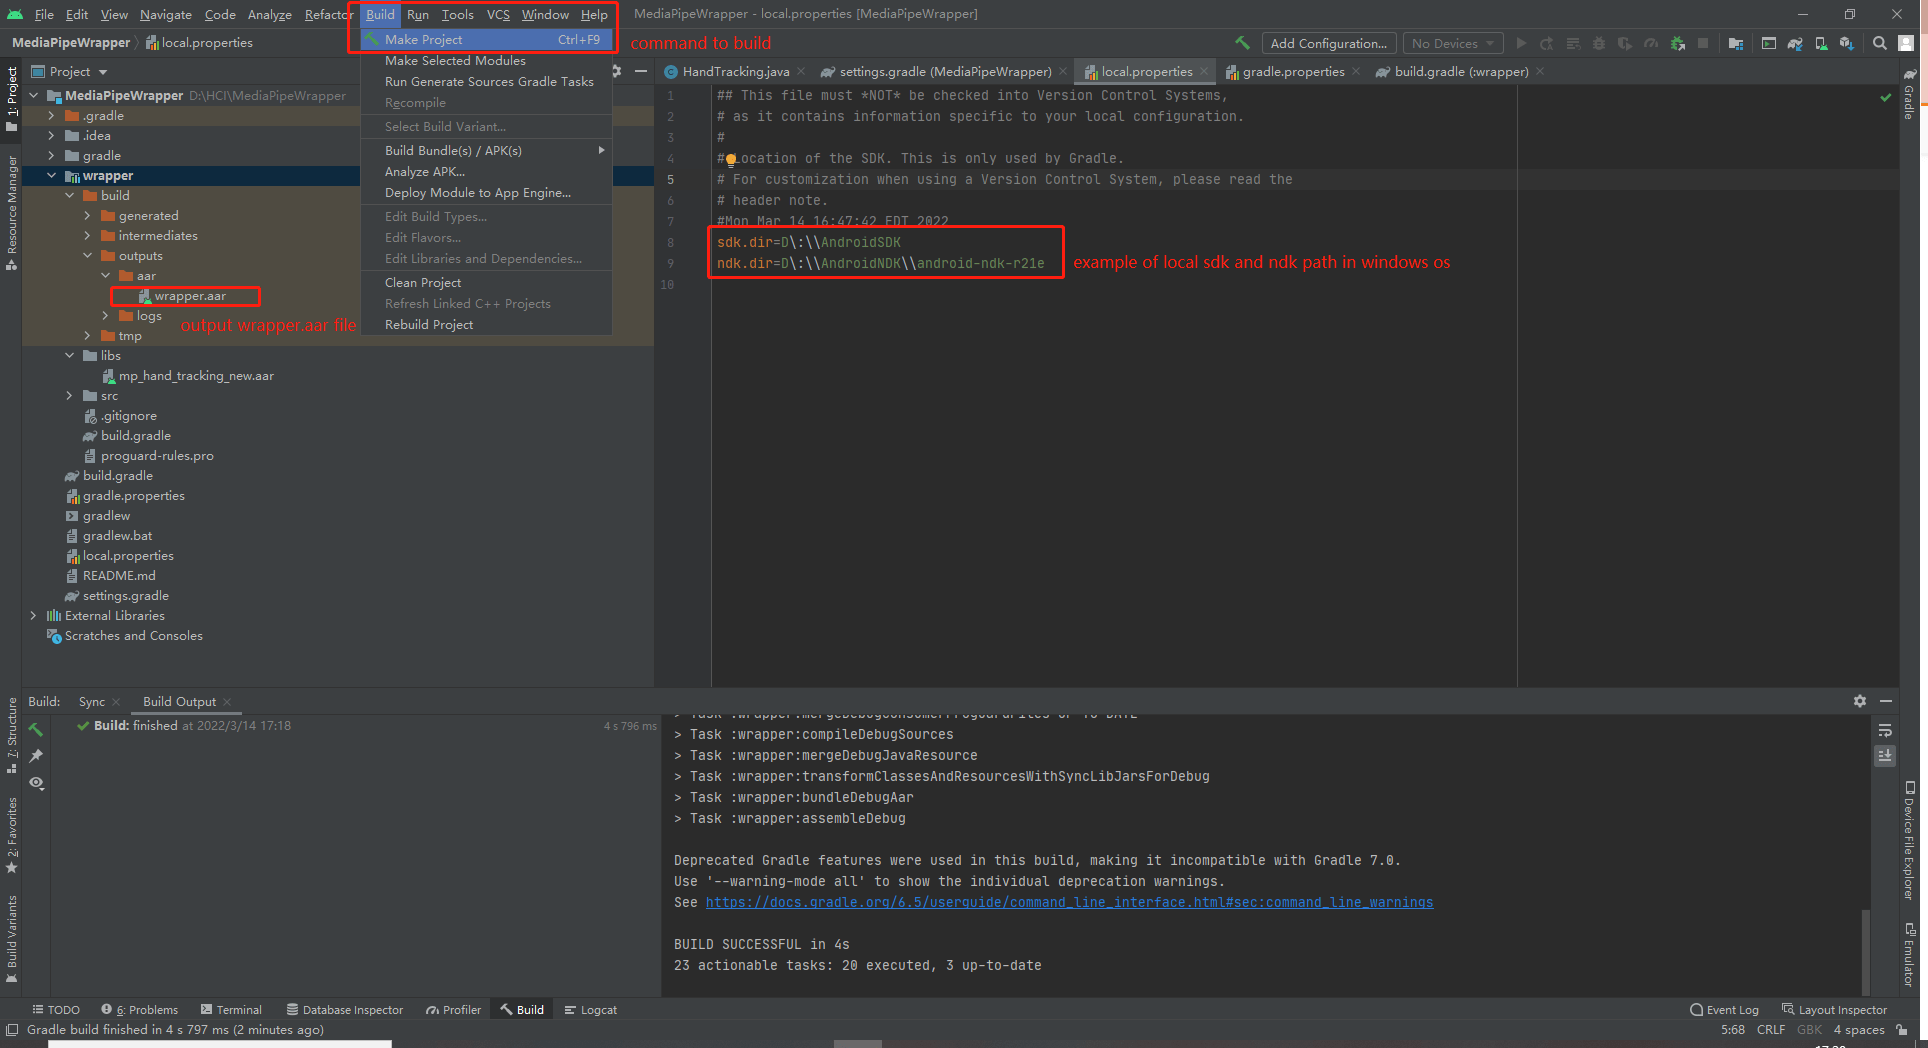 File Edit View Navigate Code Analyze Refactor Build Run Tools VCS Window Help MediaPipeWrapper - local.properties [MediaPipeWrapper]
MediaPipeWrapper local.properties
Make Project Ctrl+F9
command to build
Add Configuration...
No Devices
Make Selected Modules
Run Generate Sources Gradle Tasks
Recompile
Select Build Variant...
Build Bundle(s) / APK(s)
Analyze APK...
Deploy Module to App Engine...
Edit Build Types...
Edit Flavors...
Edit Libraries and Dependencies...
Clean Project
Refresh Linked C++ Projects
Rebuild Project
1: Project
Resource Manager
7: Structure
2: Favorites
Build Variants
Project
MediaPipeWrapper D:\HCI\MediaPipeWrapper
.gradle
.idea
gradle
wrapper
build
generated
intermediates
outputs
aar
wrapper.aar
logs
output wrapper.aar file
tmp
libs
mp_hand_tracking_new.aar
src
.gitignore
build.gradle
proguard-rules.pro
build.gradle
gradle.properties
gradlew
gradlew.bat
local.properties
README.md
settings.gradle
External Libraries
Scratches and Consoles
HandTracking.java settings.gradle (MediaPipeWrapper) local.properties gradle.properties build.gradle (:wrapper)
1 ## This file must *NOT* be checked into Version Control Systems,
2 # as it contains information specific to your local configuration.
3 #
4 # Location of the SDK. This is only used by Gradle.
5 # For customization when using a Version Control System, please read the
6 # header note.
7 #Mon Mar 14 16:47:42 EDT 2022
8 sdk.dir=D\:\\AndroidSDK
9 ndk.dir=D\:\\AndroidNDK\\android-ndk-r21e
10
example of local sdk and ndk path in windows os
Gradle
Device File Explorer
Emulator
Build: Sync Build Output
Build: finished at 2022/3/14 17:18 4 s 796 ms
> Task :wrapper:mergeDebugConsumerProguardFiles UP-TO-DATE
> Task :wrapper:compileDebugSources
> Task :wrapper:mergeDebugJavaResource
> Task :wrapper:transformClassesAndResourcesWithSyncLibJarsForDebug
> Task :wrapper:bundleDebugAar
> Task :wrapper:assembleDebug
Deprecated Gradle features were used in this build, making it incompatible with Gradle 7.0.
Use '--warning-mode all' to show the individual deprecation warnings.
See https://docs.gradle.org/6.5/userguide/command_line_interface.html#sec:command_line_warnings
BUILD SUCCESSFUL in 4s
23 actionable tasks: 20 executed, 3 up-to-date
TODO 6: Problems Terminal Database Inspector Profiler Build Logcat Event Log Layout Inspector
Gradle build finished in 4 s 797 ms (2 minutes ago) 5:68 CRLF GBK 4 spaces